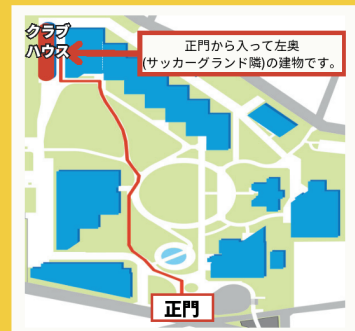 クラブ
ハウス
正門から入って左奥
(サッカーグランド隣)の建物です。
正門